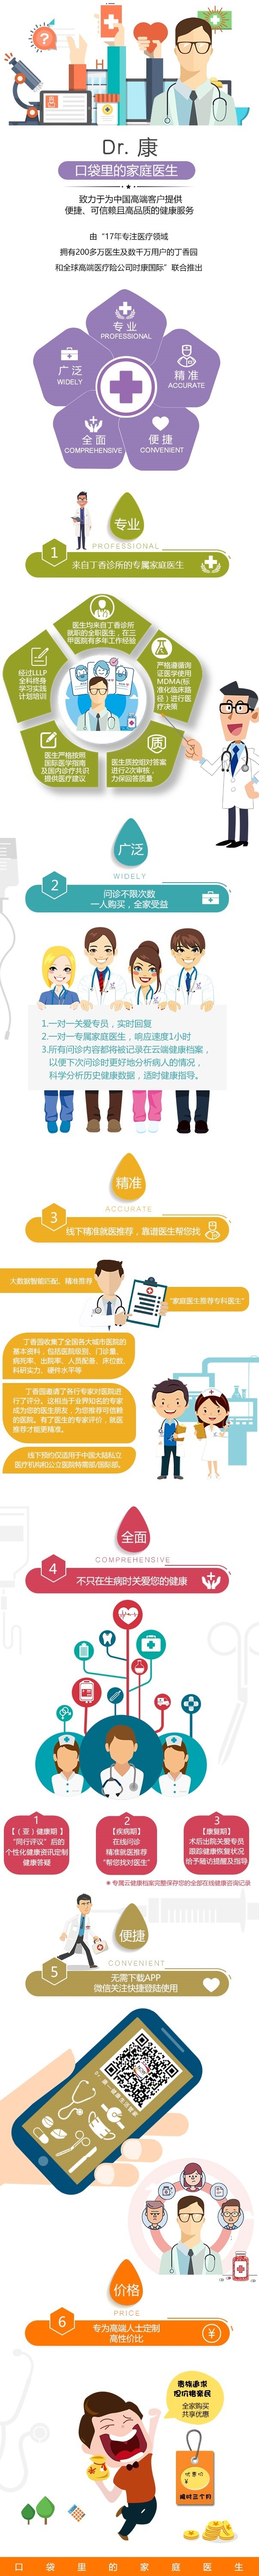 H
Dr. 康
口袋里的家庭医生
致力于为中国高端客户提供
便捷、可信赖且高品质的健康服务
由“17年专注医疗领域
拥有200多万医生及数千万用户的丁香园
和全球高端医疗险公司时康国际”联合推出
专业
PROFESSIONAL
广泛
WIDELY
精准
ACCURATE
全面
COMPREHENSIVE
便捷
CONVENIENT
专业
PROFESSIONAL
1
来自丁香诊所的专属家庭医生
医生均来自丁香诊所
就职的全职医生，在三
甲医院有多年工作经验
经过LLLP
全科终身
学习实践
计划培训
严格遵循询
证医学使用
MDMA(标
准化临床路
径）进行医
疗决策
医生严格按照
国际医学指南
及国内诊疗共识
提供医疗建议
质
医生质控组对答案
进行2次审核，
力保回答质量
广泛
WIDELY
2
问诊不限次数
一人购买，全家受益
1.一对一关爱专员，实时回复
2.一对一专属家庭医生，响应速度1小时
3.所有问诊内容都将被记录在云端健康档案，
以便下次问诊时更好地分析病人的情况，
科学分析历史健康数据，适时健康指导。
精准
ACCURATE
3
线下精准就医推荐，靠谱医生帮您找
大数据智能匹配、精准推荐
“家庭医生推荐专科医生”
丁香园收集了全国各大城市医院的
基本资料，包括医院级别、门诊量、
病死率、出院率、人员配备、床位数、
科研实力、硬件水平等
丁香园邀请了各行专家对医院进
行了评分。这相当于业界知名的专家
成为您的医生朋友，为您推荐可信赖
的医院。有了医生的专家评价，就医
推荐才能更精准。
线下预约仅适用于中国大陆私立
医疗机构和公立医院特需部/国际部。
全面
COMPREHENSIVE
4
不只在生病时关爱您的健康
1
【（亚）健康期】
“同行评议”后的
个性化健康资讯定制
健康答疑
2
【疾病期】
在线问诊
精准就医推荐
“帮您找对医生”
3
【康复期】
术后出院关爱专员
跟踪健康恢复状况
给予随访提醒及指导
※专属云健康档案完整保存您的全部在线健康咨询记录
便捷
CONVENIENT
5
无需下载APP
微信关注快捷登陆使用
价格
PRICE
6
专为高端人士定制
高性价比
¥
贵族追求
但价格亲民
全家购买
共享优惠
优惠价
¥
限时三个月
口袋里的家庭医生